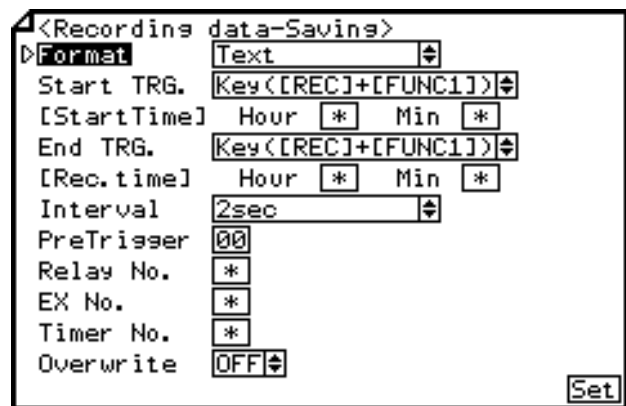 <Recording data-Saving>
Format Text
Start TRG. Key([REC]+[FUNC1])
[StartTime] Hour * Min *
End TRG. Key([REC]+[FUNC1])
[Rec.time] Hour * Min *
Interval 2sec
PreTrigger 00
Relay No. *
EX No. *
Timer No. *
Overwrite OFF
Set